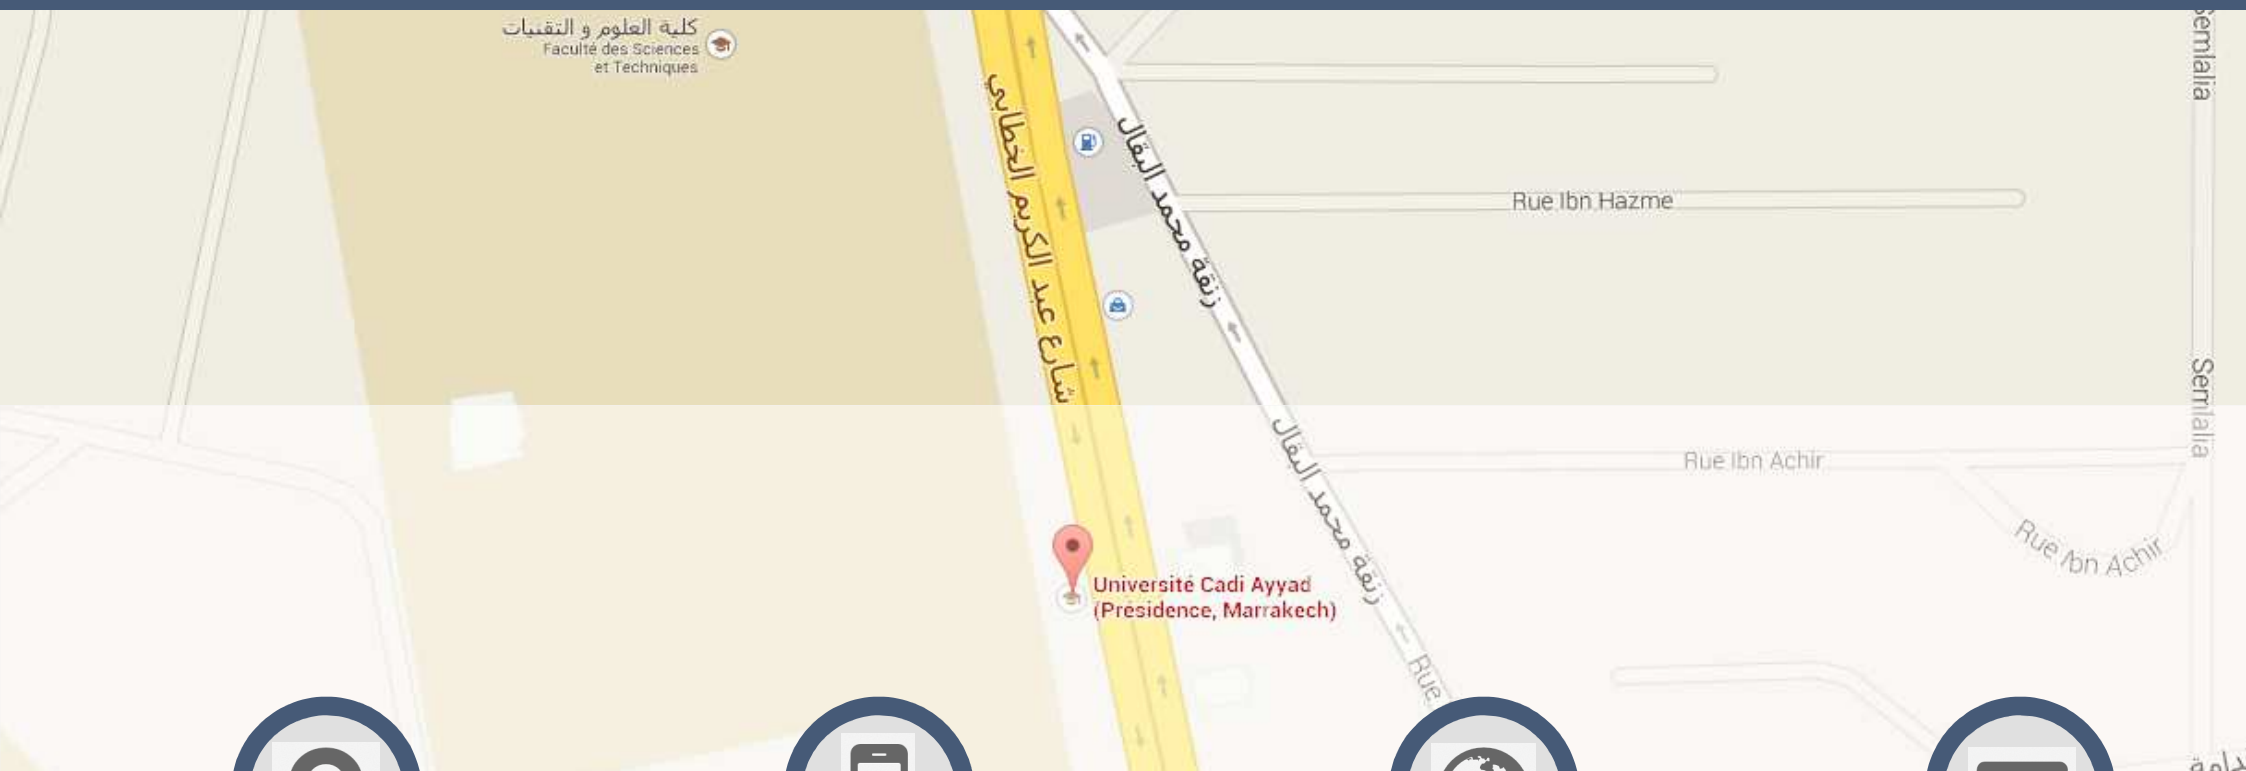 كلية العلوم و التقنيات
Faculté des Sciences
et Techniques
Semlalia
شارع عبد الكريم الخطابي
زنقة محمد البقال
Rue Ibn Hazme
Semlalia
زنقة محمد البقال
Rue Ibn Achir
Rue Ibn Achir
Université Cadi Ayyad
(Présidence, Marrakech)
Rue